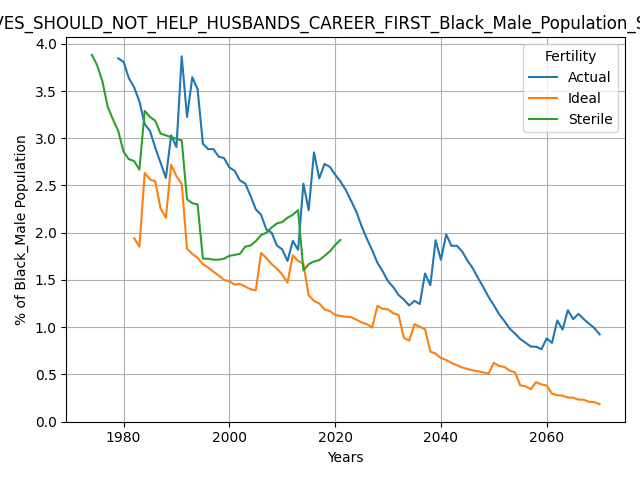 VES_SHOULD_NOT_HELP_HUSBANDS_CAREER_FIRST_Black_Male_Population_S
Fertility
Actual
Ideal
Sterile
% of Black_Male Population
4.0
3.5
3.0
2.5
2.0
1.5
1.0
0.5
0.0
1980 2000 2020 2040 2060
Years